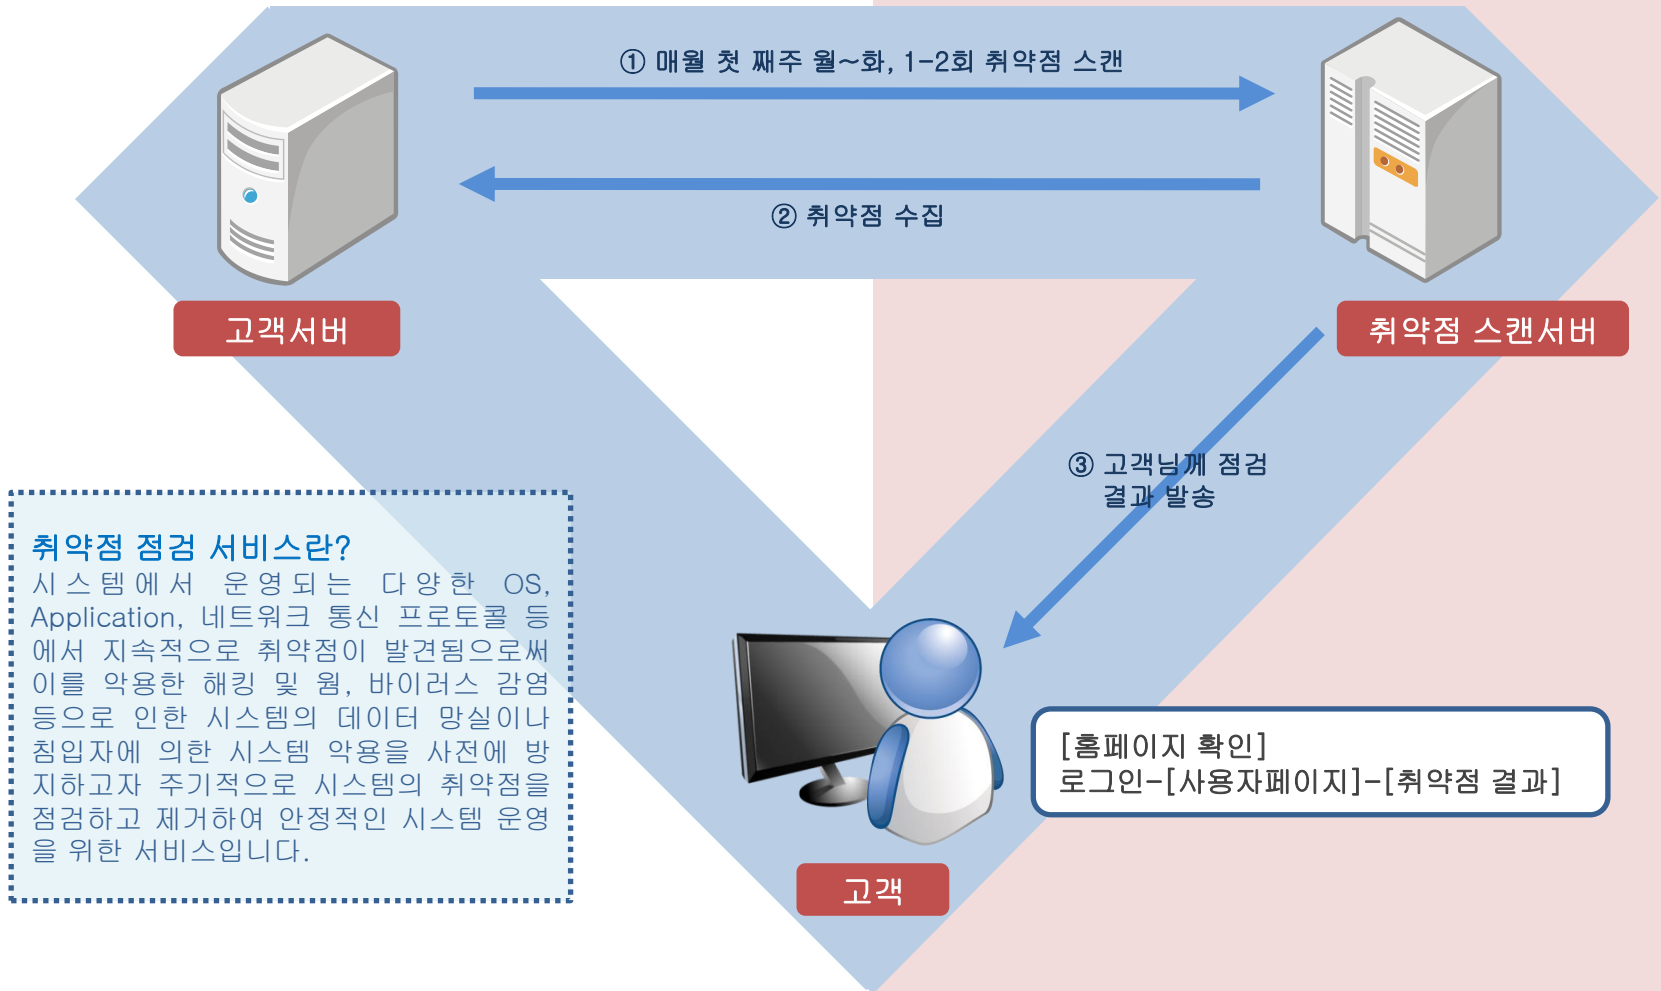 ① 매월 첫 째주 월~화, 1-2회 취약점 스캔
② 취약점 수집
고객서버
취약점 스캔서버
③ 고객님께 점검
결과 발송
취약점 점검 서비스란?
시스템에서 운영되는 다양한 OS,
Application, 네트워크 통신 프로토콜 등
에서 지속적으로 취약점이 발견됨으로써
이를 악용한 해킹 및 웜, 바이러스 감염
등으로 인한 시스템의 데이터 망실이나
침입자에 의한 시스템 악용을 사전에 방
지하고자 주기적으로 시스템의 취약점을
점검하고 제거하여 안정적인 시스템 운영
을 위한 서비스입니다.
[홈페이지 확인]
로그인-[사용자페이지]-[취약점 결과]
고객